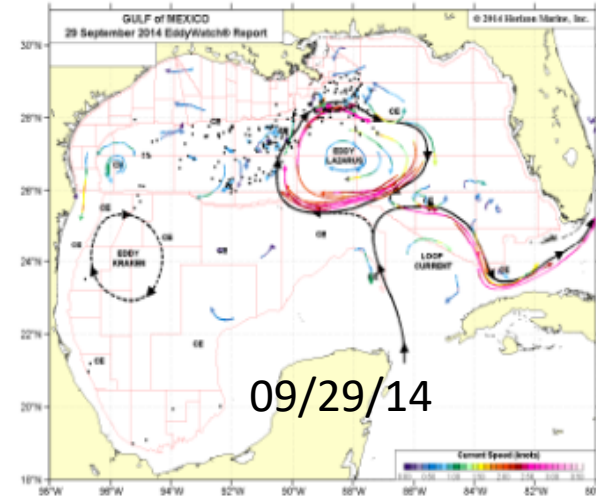 GULF of MEXICO
29 September 2014 EddyWatch® Report
© 2014 Horizon Marine, Inc.
30°N
28°N
26°N
24°N
22°N
20°N
18°N
CE
CE
EDDY
LAZARUS
CE
CE
CE
CE
CE
EDDY
KRAKEN
CE
LOOP
CURRENT
CE
CE
CE
09/29/14
Current Speed (knots)
96°W
94°W
92°W
90°W
88°W
86°W
84°W
82°W